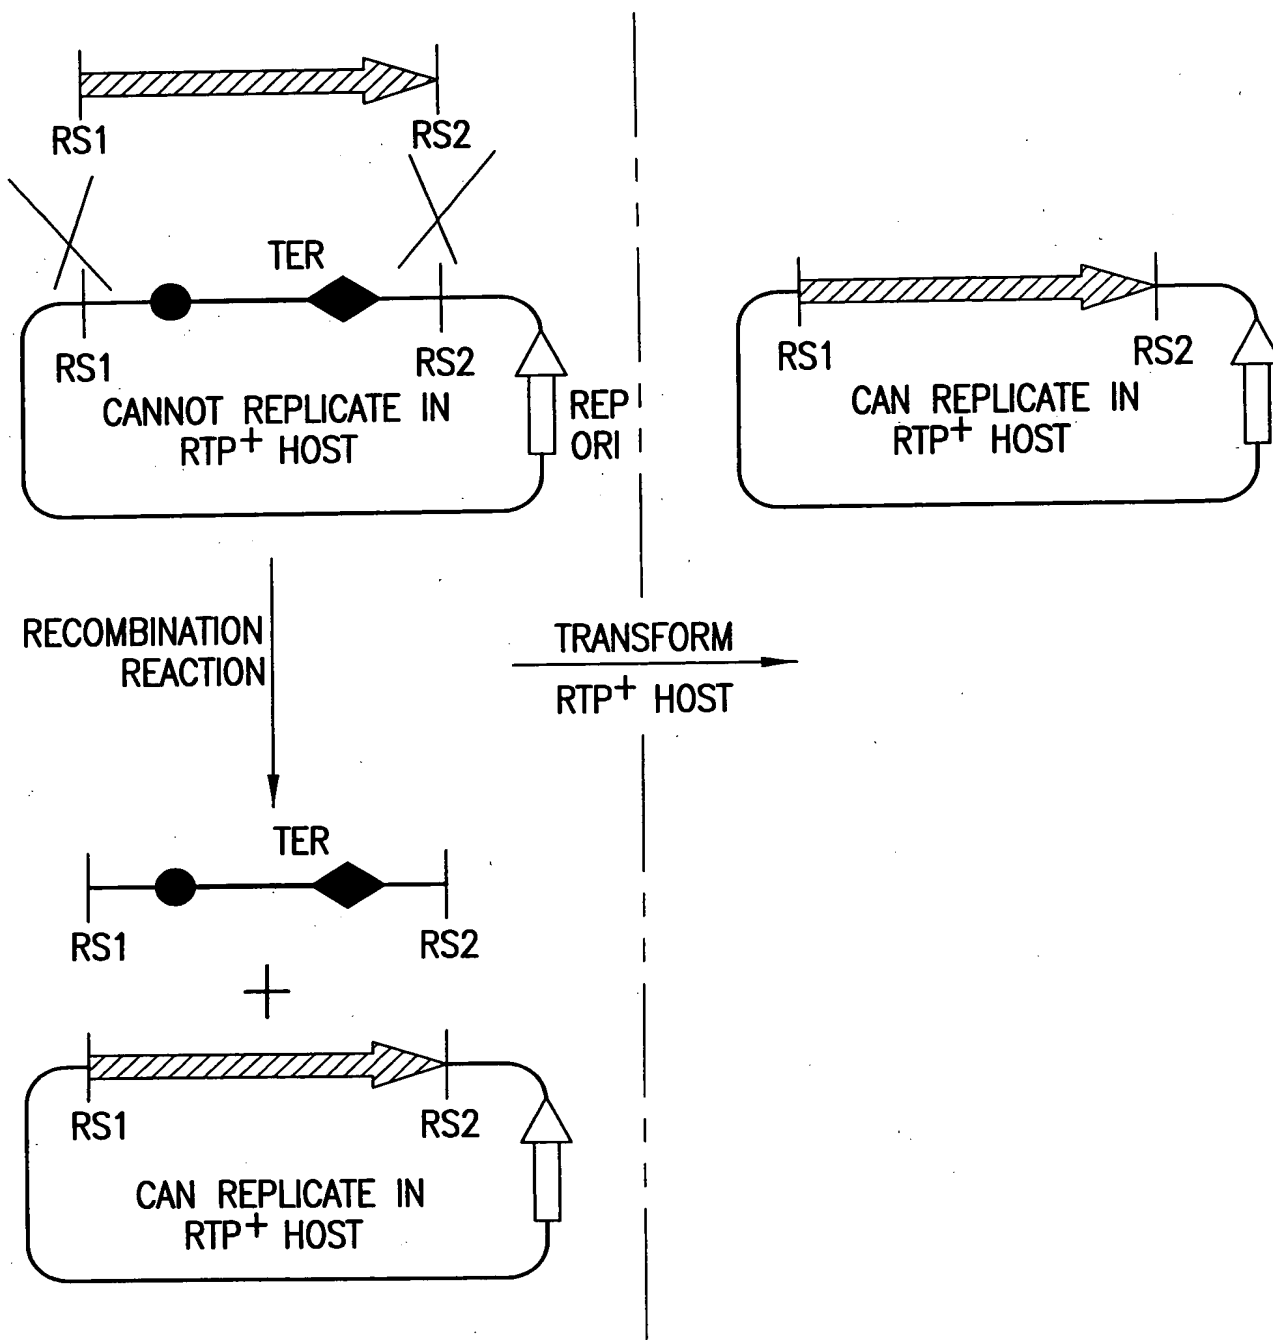 RS1
RS2
TER
RS1
RS2
CANNOT REPLICATE IN
RTP+ HOST
REP
ORI
RS1
RS2
CAN REPLICATE IN
RTP+ HOST
RECOMBINATION
REACTION
TRANSFORM
RTP+ HOST
TER
RS1
RS2
+
RS1
RS2
CAN REPLICATE IN
RTP+ HOST